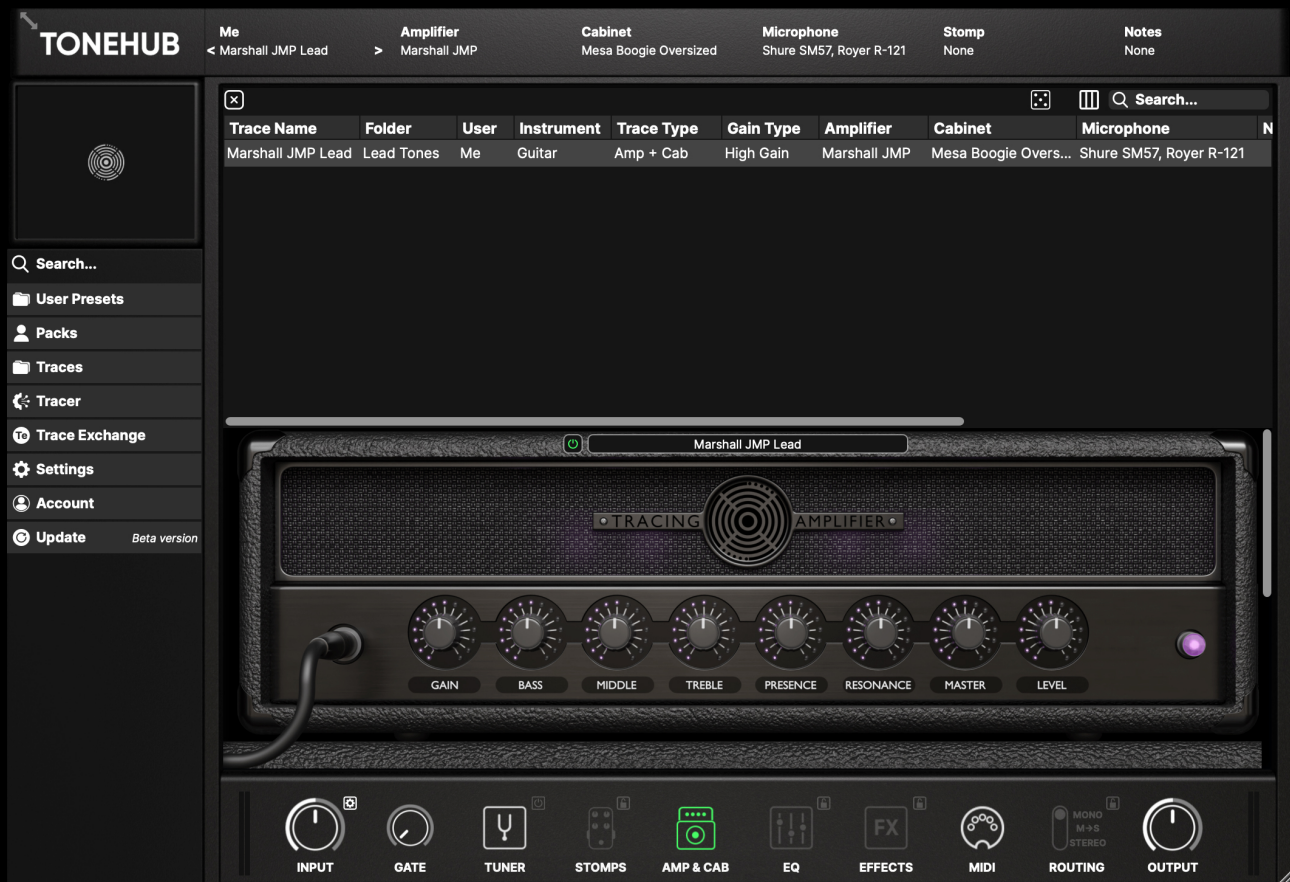 TONEHUB
Me
< Marshall JMP Lead >
Amplifier
Marshall JMP
Cabinet
Mesa Boogie Oversized
Microphone
Shure SM57, Royer R-121
Stomp
None
Notes
None
Search...
User Presets
Packs
Traces
Tracer
Te Trace Exchange
Settings
Account
Update Beta version
Search...
Trace Name Folder User Instrument Trace Type Gain Type Amplifier Cabinet Microphone N
Marshall JMP Lead Lead Tones Me Guitar Amp + Cab High Gain Marshall JMP Mesa Boogie Overs... Shure SM57, Royer R-121
Marshall JMP Lead
TRACING AMPLIFIER
GAIN BASS MIDDLE TREBLE PRESENCE RESONANCE MASTER LEVEL
FX
MONO
M→S
STEREO
INPUT GATE TUNER STOMPS AMP & CAB EQ EFFECTS MIDI ROUTING OUTPUT